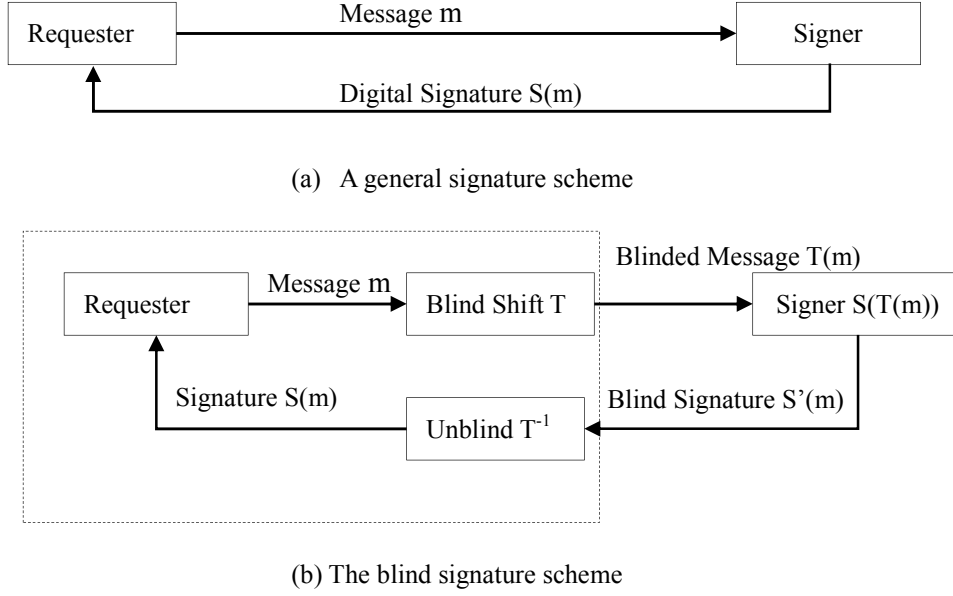 Message m
Requester
Signer
Digital Signature S(m)
(a) A general signature scheme
Blinded Message T(m)
Message m
Requester
Blind Shift T
Signer S(T(m))
Signature S(m)
Blind Signature S’(m)
Unblind T-1
(b) The blind signature scheme